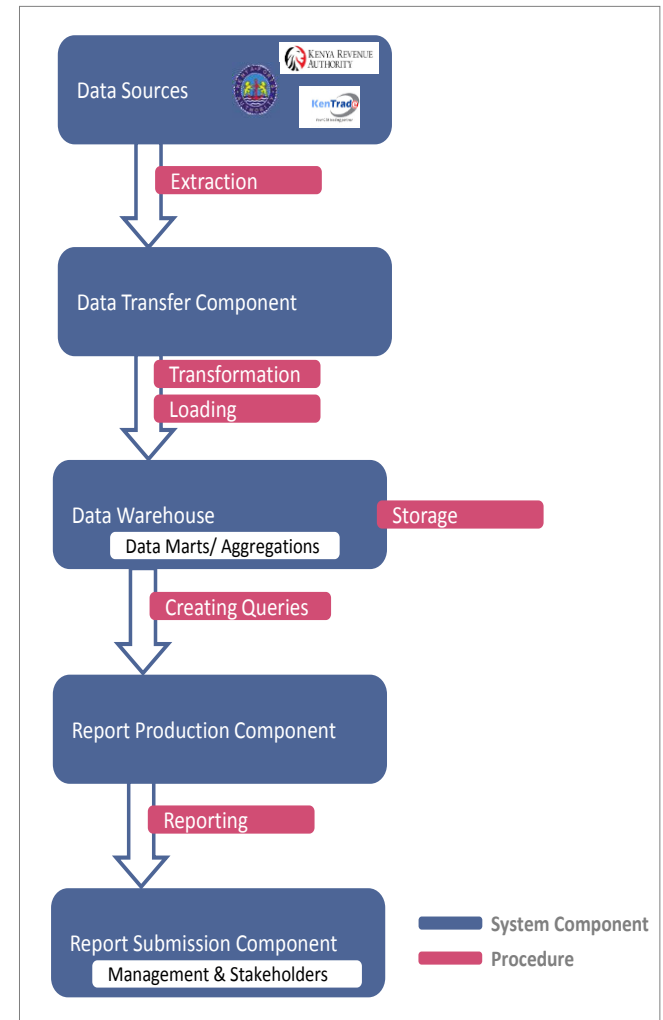 KENYA REVENUE
AUTHORITY
Data Sources
KenTrade
Extraction
Data Transfer Component
Transformation
Loading
Data Warehouse
Storage
Data Marts/ Aggregations
Creating Queries
Report Production Component
Reporting
Report Submission Component
Management & Stakeholders
System Component
Procedure